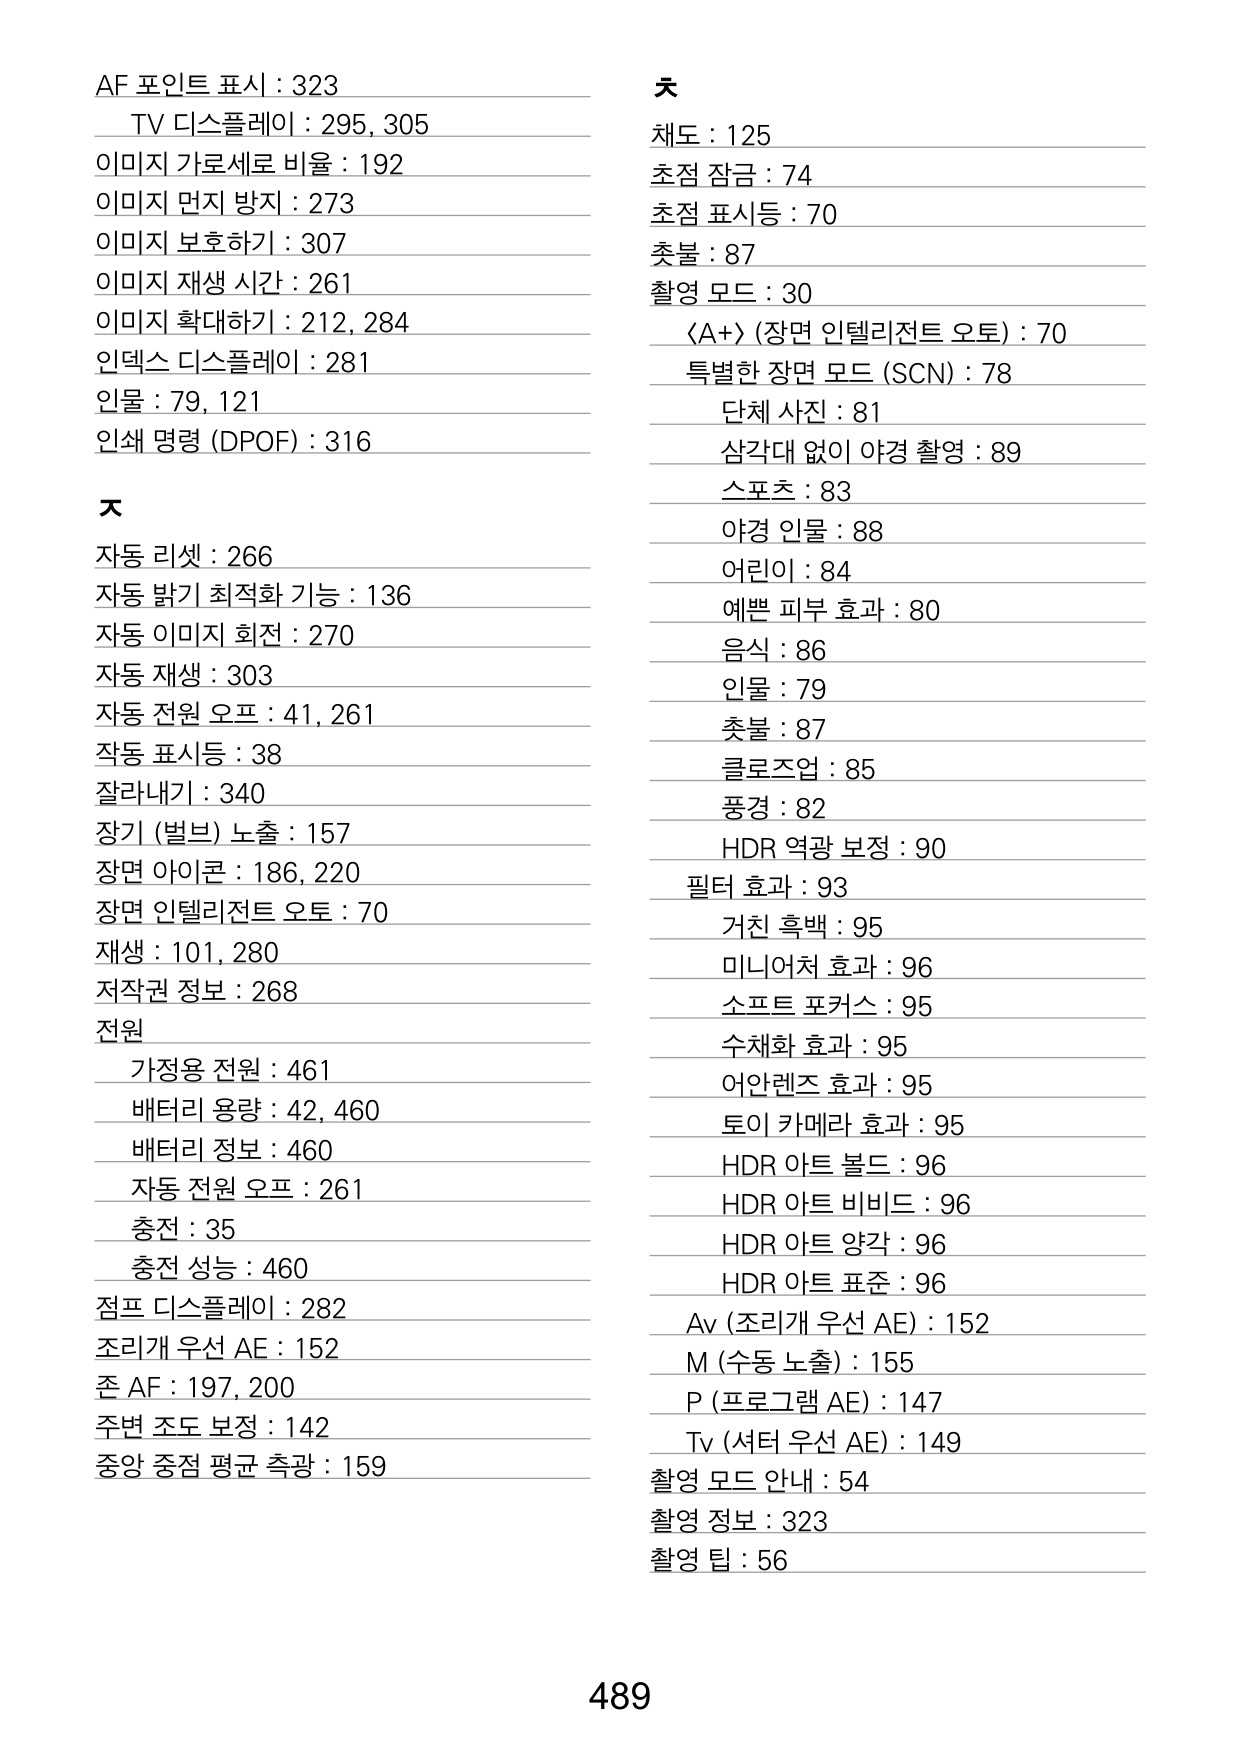 AF 포인트 표시 : 323
TV 디스플레이 : 295, 305
이미지 가로세로 비율 : 192
이미지 먼지 방지 : 273
이미지 보호하기 : 307
이미지 재생 시간 : 261
이미지 확대하기 : 212, 284
인덱스 디스플레이 : 281
인물 : 79, 121
인쇄 명령 (DPOF) : 316
ㅈ
자동 리셋 : 266
자동 밝기 최적화 기능 : 136
자동 이미지 회전 : 270
자동 재생 : 303
자동 전원 오프 : 41, 261
작동 표시등 : 38
잘라내기 : 340
장기 (벌브) 노출 : 157
장면 아이콘 : 186, 220
장면 인텔리전트 오토 : 70
재생 : 101, 280
저작권 정보 : 268
전원
가정용 전원 : 461
배터리 용량 : 42, 460
배터리 정보 : 460
자동 전원 오프 : 261
충전 : 35
충전 성능 : 460
점프 디스플레이 : 282
조리개 우선 AE : 152
존 AF : 197, 200
주변 조도 보정 : 142
중앙 중점 평균 측광 : 159
ㅊ
채도 : 125
초점 잠금 : 74
초점 표시등 : 70
촛불 : 87
촬영 모드 : 30
〈A+〉 (장면 인텔리전트 오토) : 70
특별한 장면 모드 (SCN) : 78
단체 사진 : 81
삼각대 없이 야경 촬영 : 89
스포츠 : 83
야경 인물 : 88
어린이 : 84
예쁜 피부 효과 : 80
음식 : 86
인물 : 79
촛불 : 87
클로즈업 : 85
풍경 : 82
HDR 역광 보정 : 90
필터 효과 : 93
거친 흑백 : 95
미니어처 효과 : 96
소프트 포커스 : 95
수채화 효과 : 95
어안렌즈 효과 : 95
토이 카메라 효과 : 95
HDR 아트 볼드 : 96
HDR 아트 비비드 : 96
HDR 아트 양각 : 96
HDR 아트 표준 : 96
Av (조리개 우선 AE) : 152
M (수동 노출) : 155
P (프로그램 AE) : 147
Tv (셔터 우선 AE) : 149
촬영 모드 안내 : 54
촬영 정보 : 323
촬영 팁 : 56
489